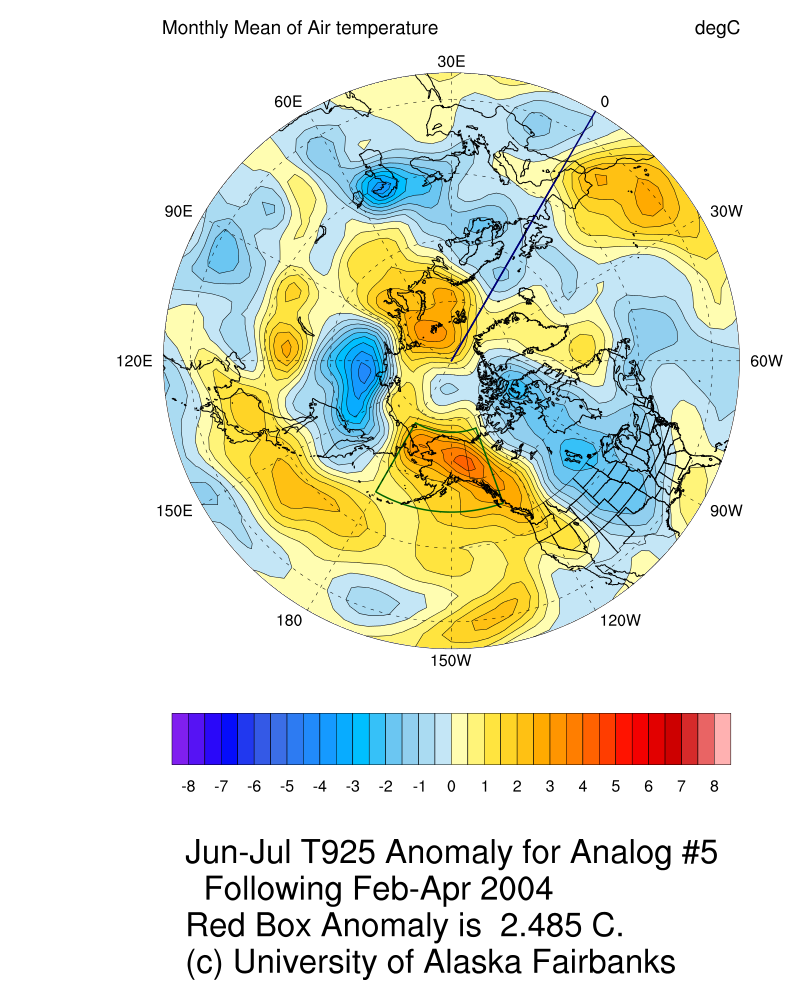 Monthly Mean of Air temperature degC
30E
60E 0
90E 30W
120E 60W
150E 90W
180 120W
150W
-8 -7 -6 -5 -4 -3 -2 -1 0 1 2 3 4 5 6 7 8
Jun-Jul T925 Anomaly for Analog #5
Following Feb-Apr 2004
Red Box Anomaly is 2.485 C.
(c) University of Alaska Fairbanks